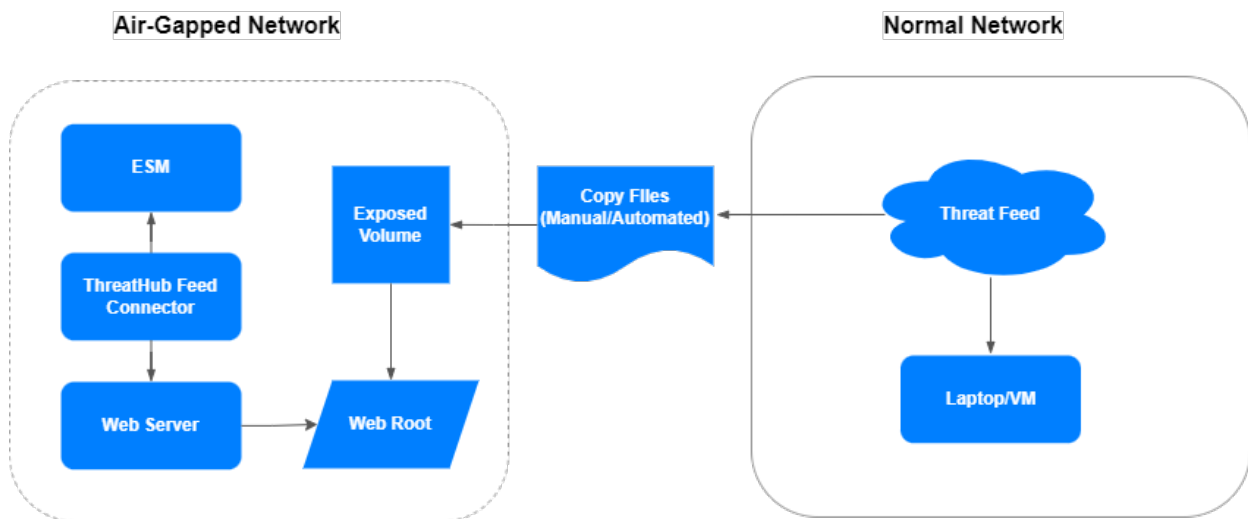 Air-Gapped Network
Normal Network
ESM
Exposed
Volume
Copy FIles
(Manual/Automated)
Threat Feed
ThreatHub Feed
Connector
Web Server
Web Root
Laptop/VM